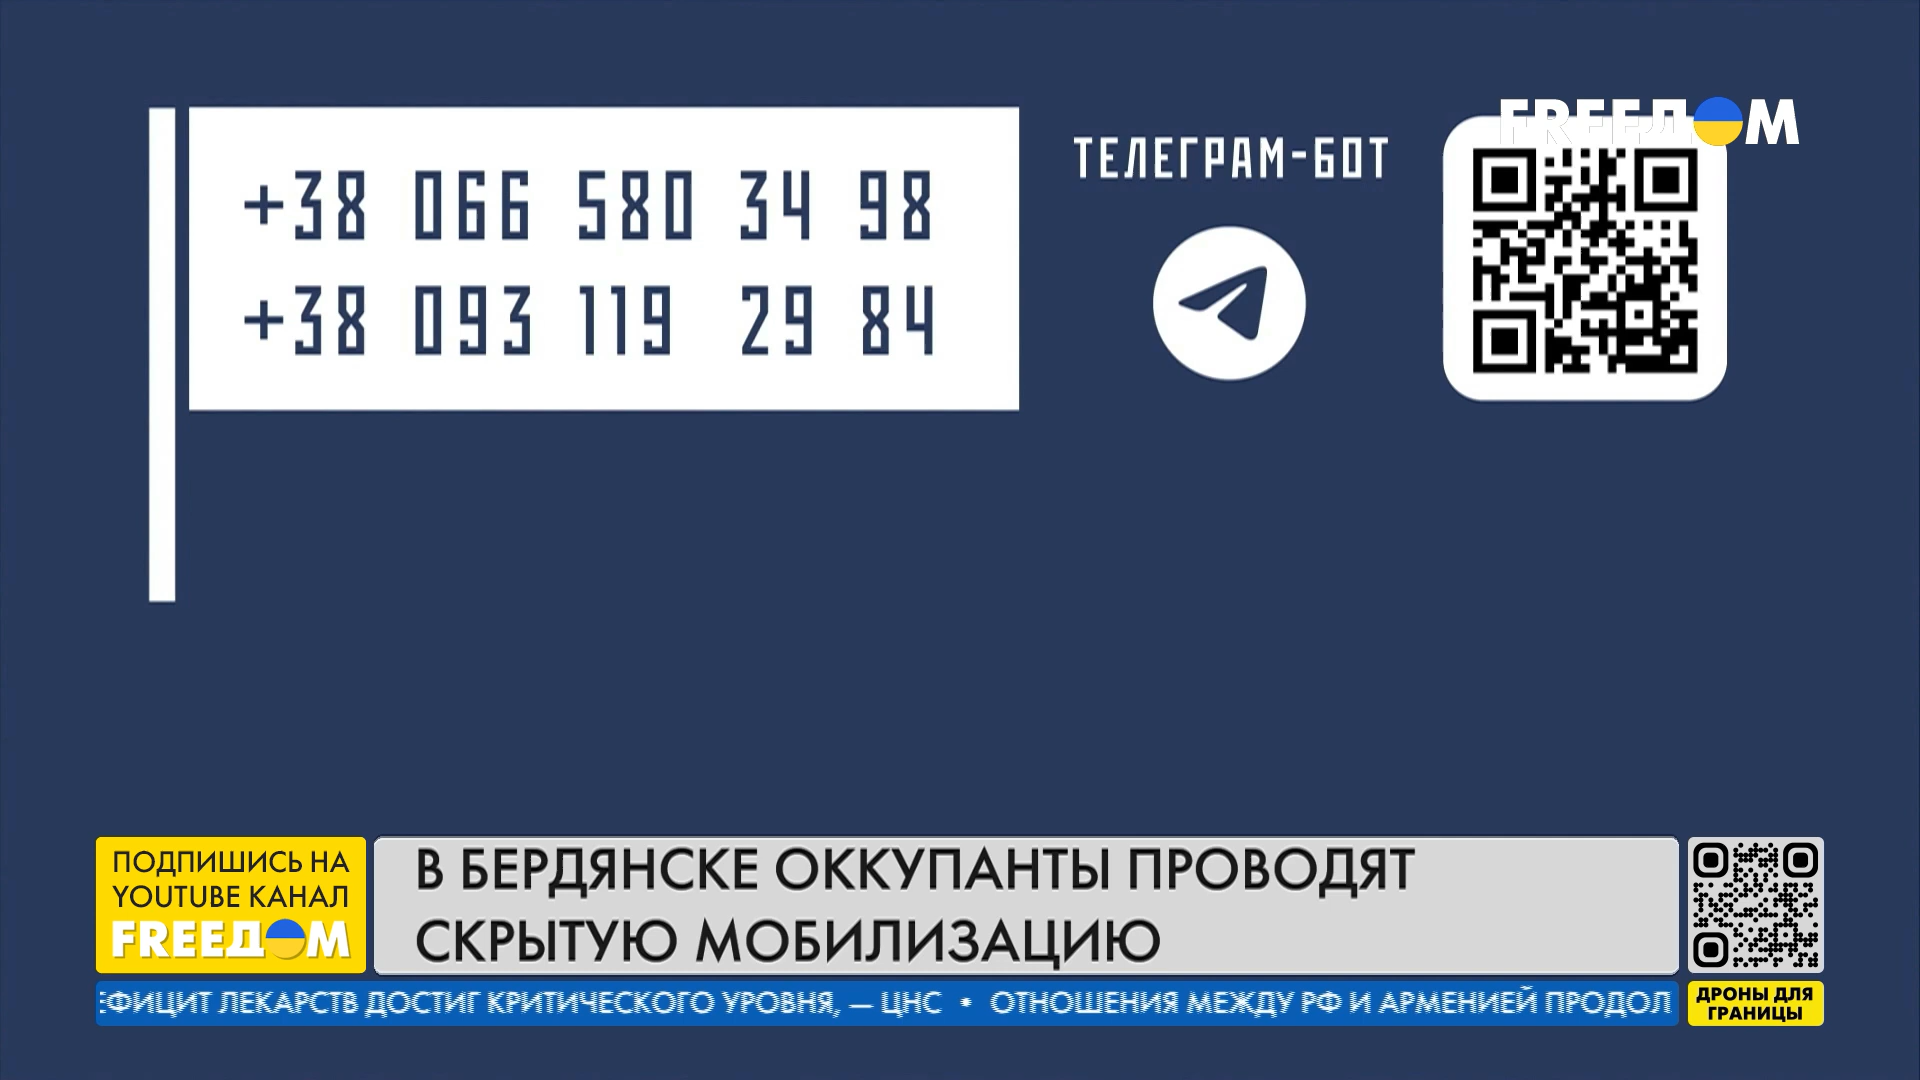 FREEДOM
+38 066 580 34 98
+38 093 119 29 84
ТЕЛЕГРАМ-БОТ
ПОДПИШИСЬ НА
YOUTUBE КАНАЛ
FREEДOM
В БЕРДЯНСКЕ ОККУПАНТЫ ПРОВОДЯТ
СКРЫТУЮ МОБИЛИЗАЦИЮ
ЕФИЦИТ ЛЕКАРСТВ ДОСТИГ КРИТИЧЕСКОГО УРОВНЯ, — ЦНС • ОТНОШЕНИЯ МЕЖДУ РФ И АРМЕНИЕЙ ПРОДОЛ
ДРОНЫ ДЛЯ
ГРАНИЦЫ